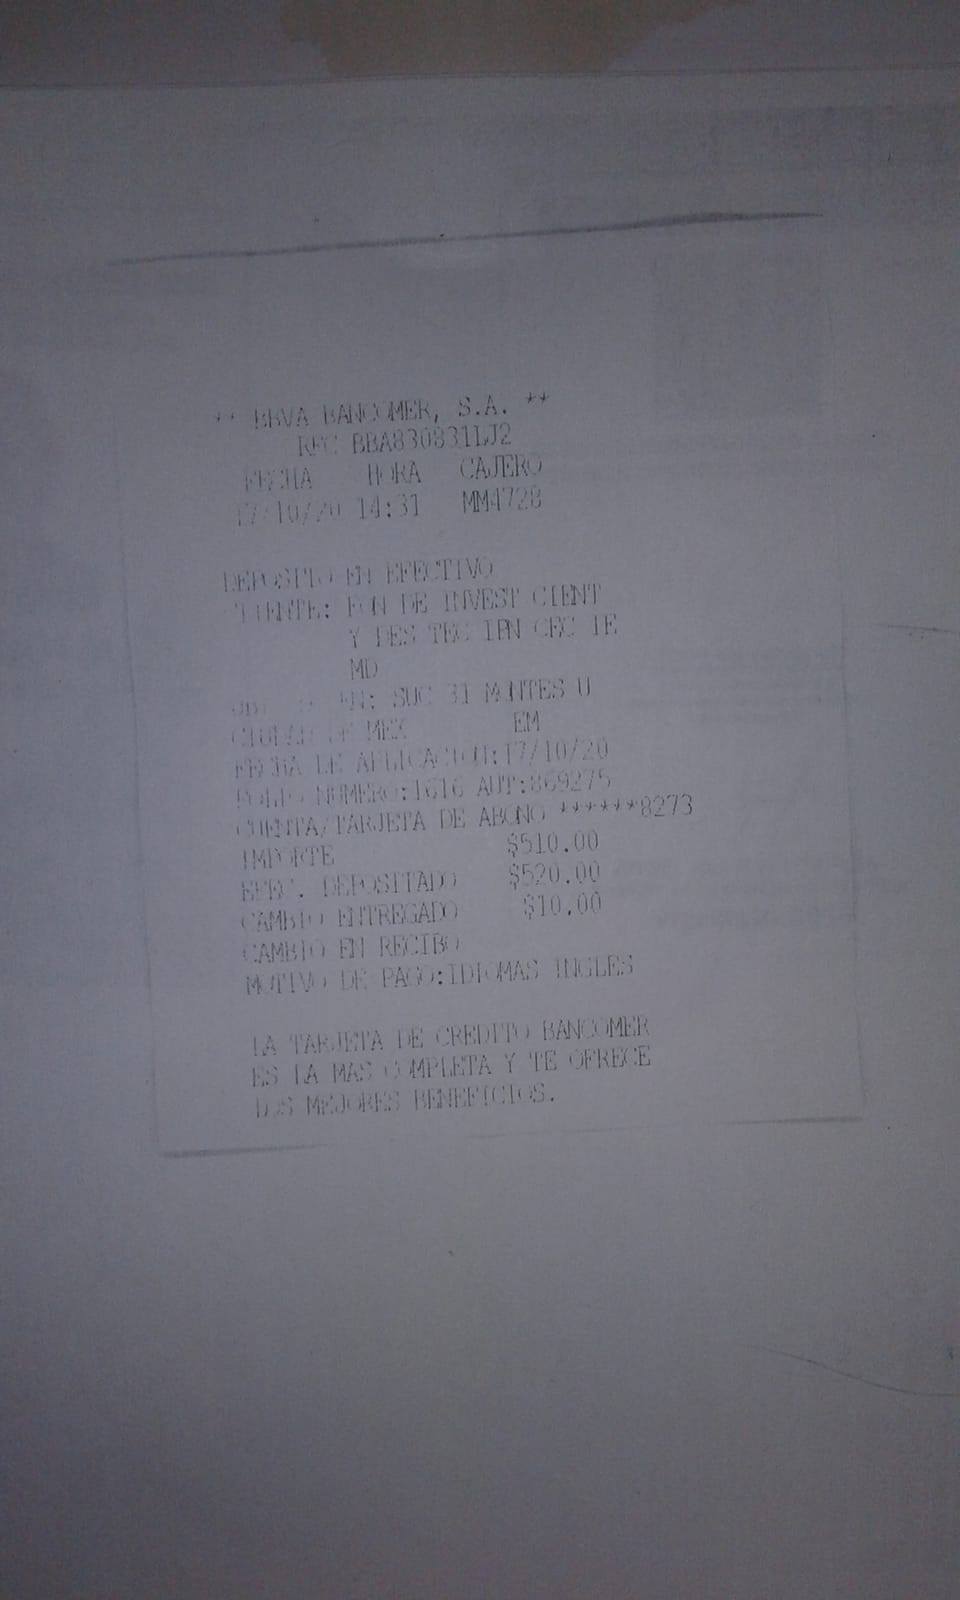 ** BBVA BANCOMER, S.A. **
RFC BBA830831LJ2
FECHA HORA CAJERO
17/10/20 14:31 MM4728
DEPOSITO EN EFECTIVO
CLIENTE: FON DE INVEST CIENT
Y DES TEC IPN CEC IE
MD
EN: SUC 31 MONTES U
CIUDAD DE MEX EM
FECHA DE APLICACION:17/10/20
FOLIO NUMERO:1616 AUT:869275
CUENTA/TARJETA DE ABONO ******8273
IMPORTE $510.00
EFEC. DEPOSITADO $520.00
CAMBIO ENTREGADO $10.00
CAMBIO EN RECIBO
MOTIVO DE PAGO:IDIOMAS INGLES
LA TARJETA DE CREDITO BANCOMER
ES LA MAS COMPLETA Y TE OFRECE
LOS MEJORES BENEFICIOS.